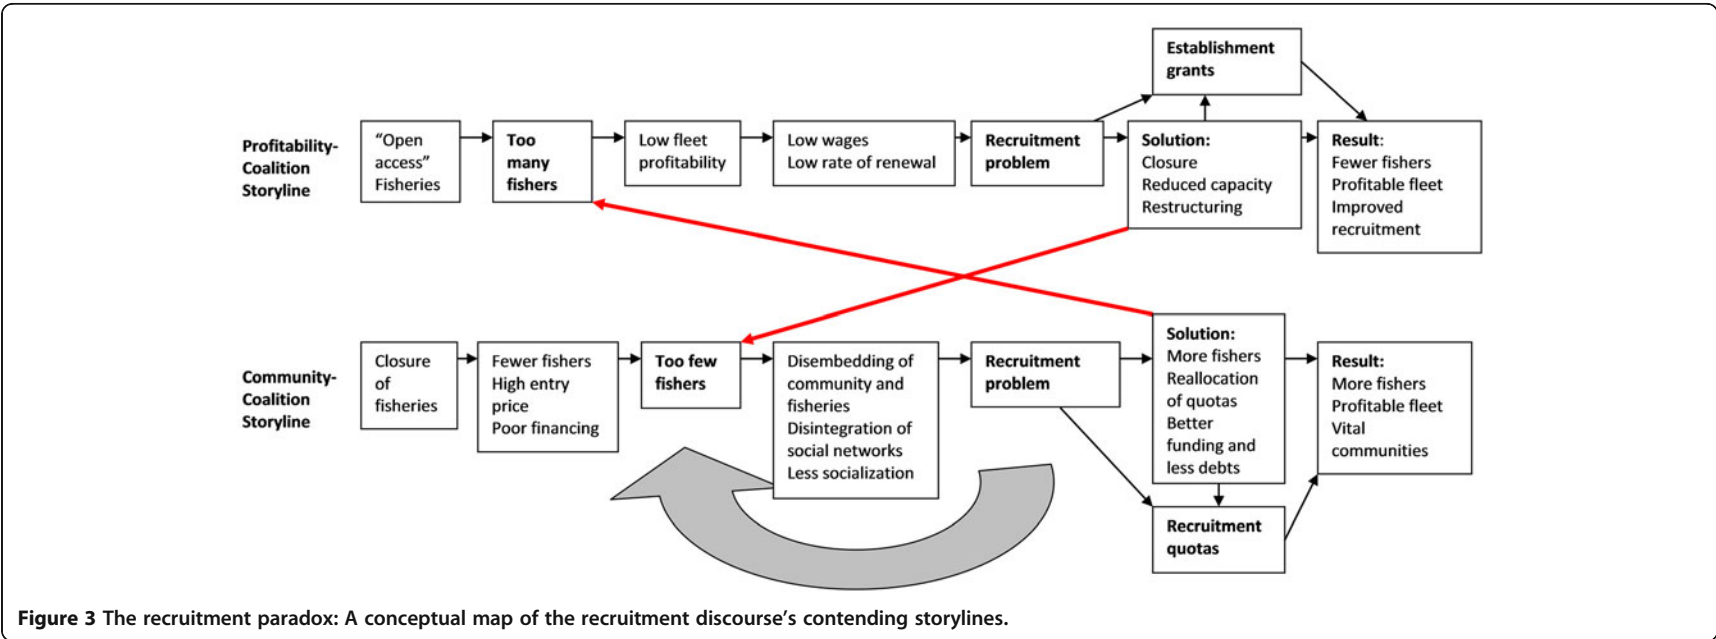 Establishment
grants
Profitability-
Coalition
Storyline
“Open
access”
Fisheries
Too
many
fishers
Low fleet
profitability
Low wages
Low rate of renewal
Recruitment
problem
Solution:
Closure
Reduced capacity
Restructuring
Result:
Fewer fishers
Profitable fleet
Improved
recruitment
Community-
Coalition
Storyline
Closure
of
fisheries
Fewer fishers
High entry
price
Poor financing
Too few
fishers
Disembedding of
community and
fisheries
Disintegration of
social networks
Less socialization
Recruitment
problem
Solution:
More fishers
Reallocation
of quotas
Better
funding and
less debts
Result:
More fishers
Profitable fleet
Vital
communities
Recruitment
quotas
Figure 3 The recruitment paradox: A conceptual map of the recruitment discourse’s contending storylines.